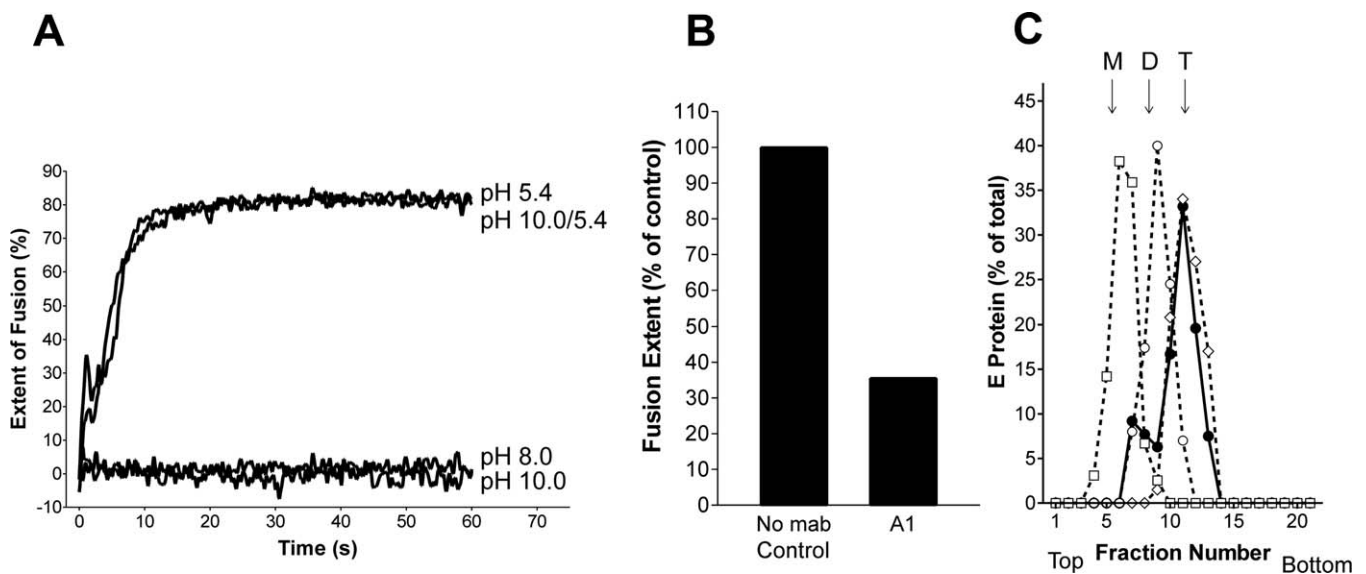 A
Extent of Fusion (%)
90
80
70
60
50
40
30
20
10
0
-10
pH 5.4
pH 10.0/5.4
pH 8.0
pH 10.0
0 10 20 30 40 50 60 70
Time (s)
B
Fusion Extent (% of control)
110
100
90
80
70
60
50
40
30
20
10
0
No mab
Control
A1
C
M D T
E Protein (% of total)
45
40
35
30
25
20
15
10
5
0
1 5 10 15 20
Top Fraction Number Bottom